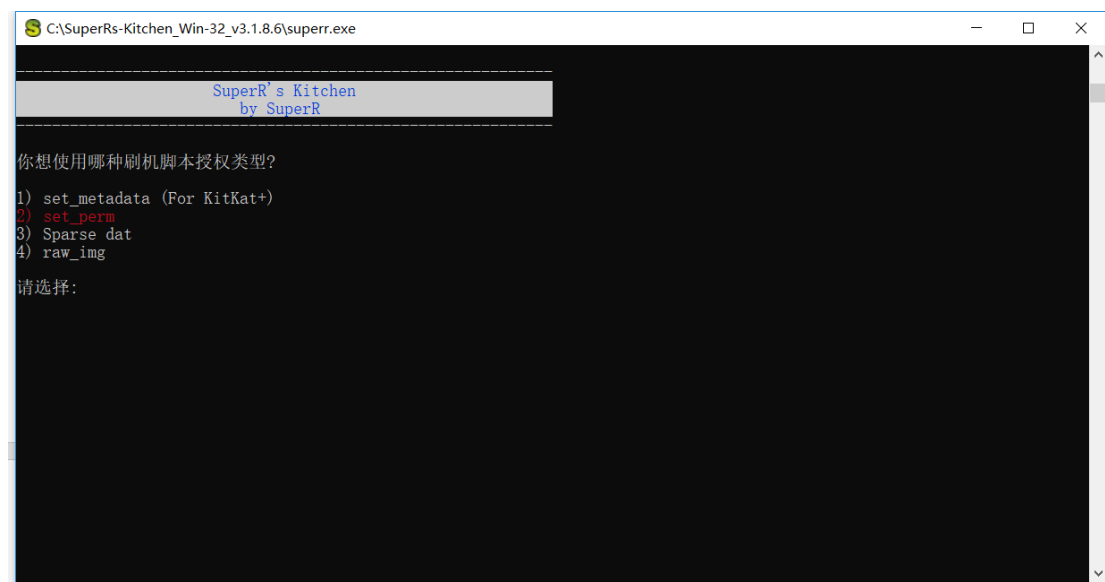 C:\SuperRs-Kitchen_Win-32_v3.1.8.6\superr.exe
SuperR's Kitchen
by SuperR
你想使用哪种刷机脚本授权类型?
1) set_metadata (For KitKat+)
2) set_perm
3) Sparse dat
4) raw_img
请选择: